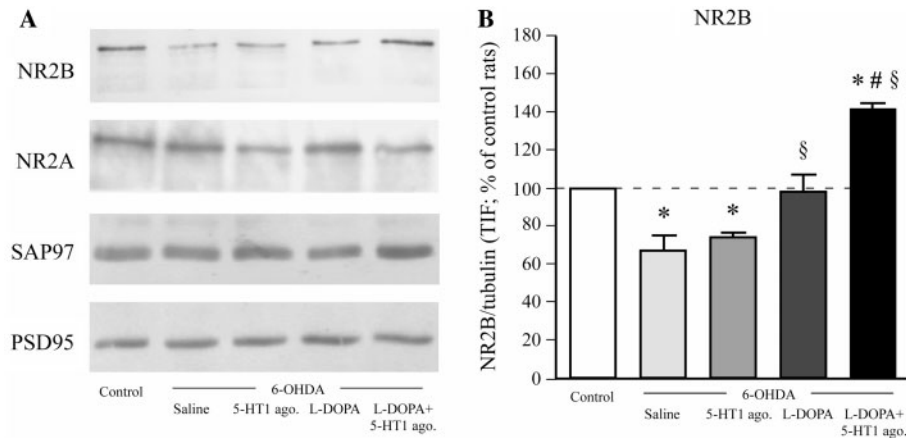 A
NR2B
NR2A
SAP97
PSD95
Control
6-OHDA
Saline
5-HT1 ago.
L-DOPA
L-DOPA+
5-HT1 ago.
B
NR2B
NR2B/tubulin (TIF; % of control rats)
180
160
140
120
100
80
60
40
20
0
*
*
§
* # §
Control
6-OHDA
Saline
5-HT1 ago.
L-DOPA
L-DOPA+
5-HT1 ago.